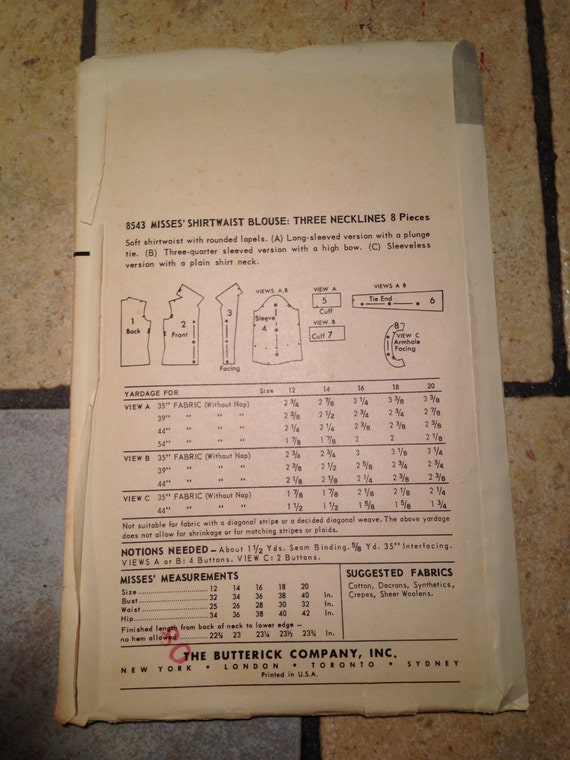 8543 MISSES' SHIRTWAIST BLOUSE: THREE NECKLINES 8 Pieces
Soft shirtwaist with rounded lapels. (A) Long-sleeved version with a plunge
tie. (B) Three-quarter sleeved version with a high bow. (C) Sleeveless
version with a plain shirt neck.
1
Back
2
Front
3
Facing
VIEWS A,B
Sleeve
4
VIEW A
5
Cuff
VIEW B
Cuff 7
VIEWS A B
Tie End 6
8
VIEW C
Armhole
Facing
YARDAGE FOR Size 12 14 16 18 20
VIEW A 35" FABRIC (Without Nap) 2 3/4 2 7/8 3 1/4 3 3/8 3 3/8
39" " " " 2 3/8 2 1/2 2 3/4 2 3/4 2 7/8
44" " " " 2 1/4 2 1/4 2 3/8 2 3/8 2 3/8
54" " " " 1 7/8 1 7/8 2 2 2 1/8
VIEW B 35" FABRIC (Without Nap) 2 3/4 2 3/4 3 3 1/8 3 1/4
39" " " " 2 3/8 2 1/2 2 5/8 2 3/4 2 3/4
44" " " " 2 1/8 2 1/8 2 1/4 2 3/8 2 3/8
VIEW C 35" FABRIC (Without Nap) 1 7/8 1 7/8 2 1/8 2 1/8 2 1/4
44" " " " 1 1/2 1 1/2 1 5/8 1 5/8 1 3/4
Not suitable for fabric with a diagonal stripe or a decided diagonal weave. The above yardage
does not allow for shrinkage or for matching stripes or plaids.
NOTIONS NEEDED—About 1 1/2 Yds. Seam Binding. 5/8 Yd. 35" Interfacing.
VIEWS A or B: 4 Buttons. VIEW C: 2 Buttons.
MISSES' MEASUREMENTS
Size 12 14 16 18 20
Bust 32 34 36 38 40 In.
Waist 25 26 28 30 32 In.
Hip 34 36 38 40 42 In.
Finished length from back of neck to lower edge —
no hem allowed 22 3/4 23 23 1/4 23 1/2 23 3/4 In.
SUGGESTED FABRICS
Cotton, Dacrons, Synthetics,
Crepes, Sheer Woolens.
THE BUTTERICK COMPANY, INC.
NEW YORK • LONDON • TORONTO • SYDNEY
Printed in U.S.A.